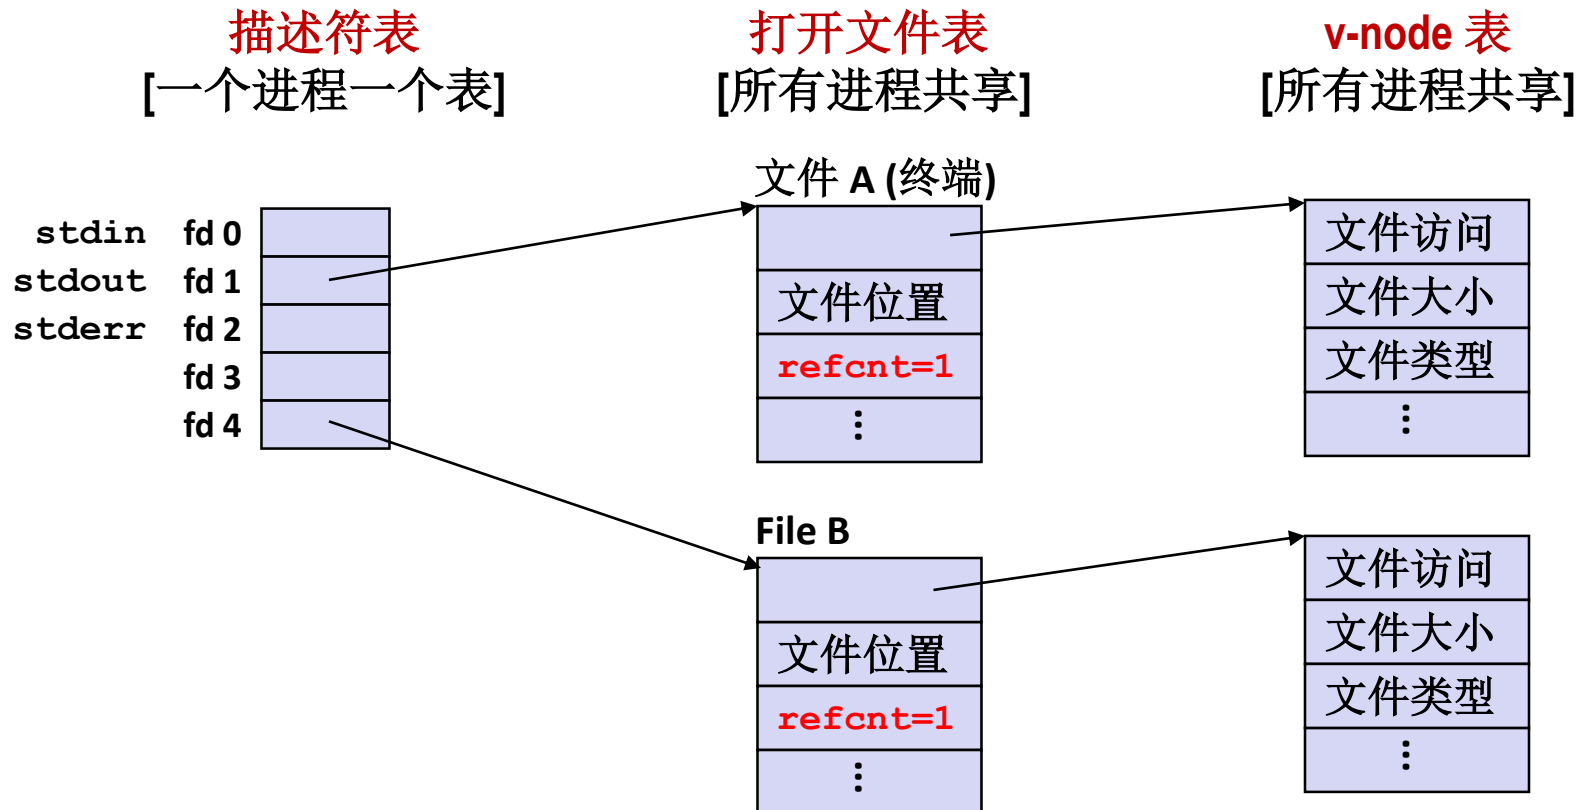 描述符表
[一个进程一个表]
打开文件表
[所有进程共享]
v-node 表
[所有进程共享]
stdin fd 0
stdout fd 1
stderr fd 2
fd 3
fd 4
文件 A (终端)
文件位置
refcnt=1
...
文件访问
文件大小
文件类型
...
File B
文件位置
refcnt=1
...
文件访问
文件大小
文件类型
...